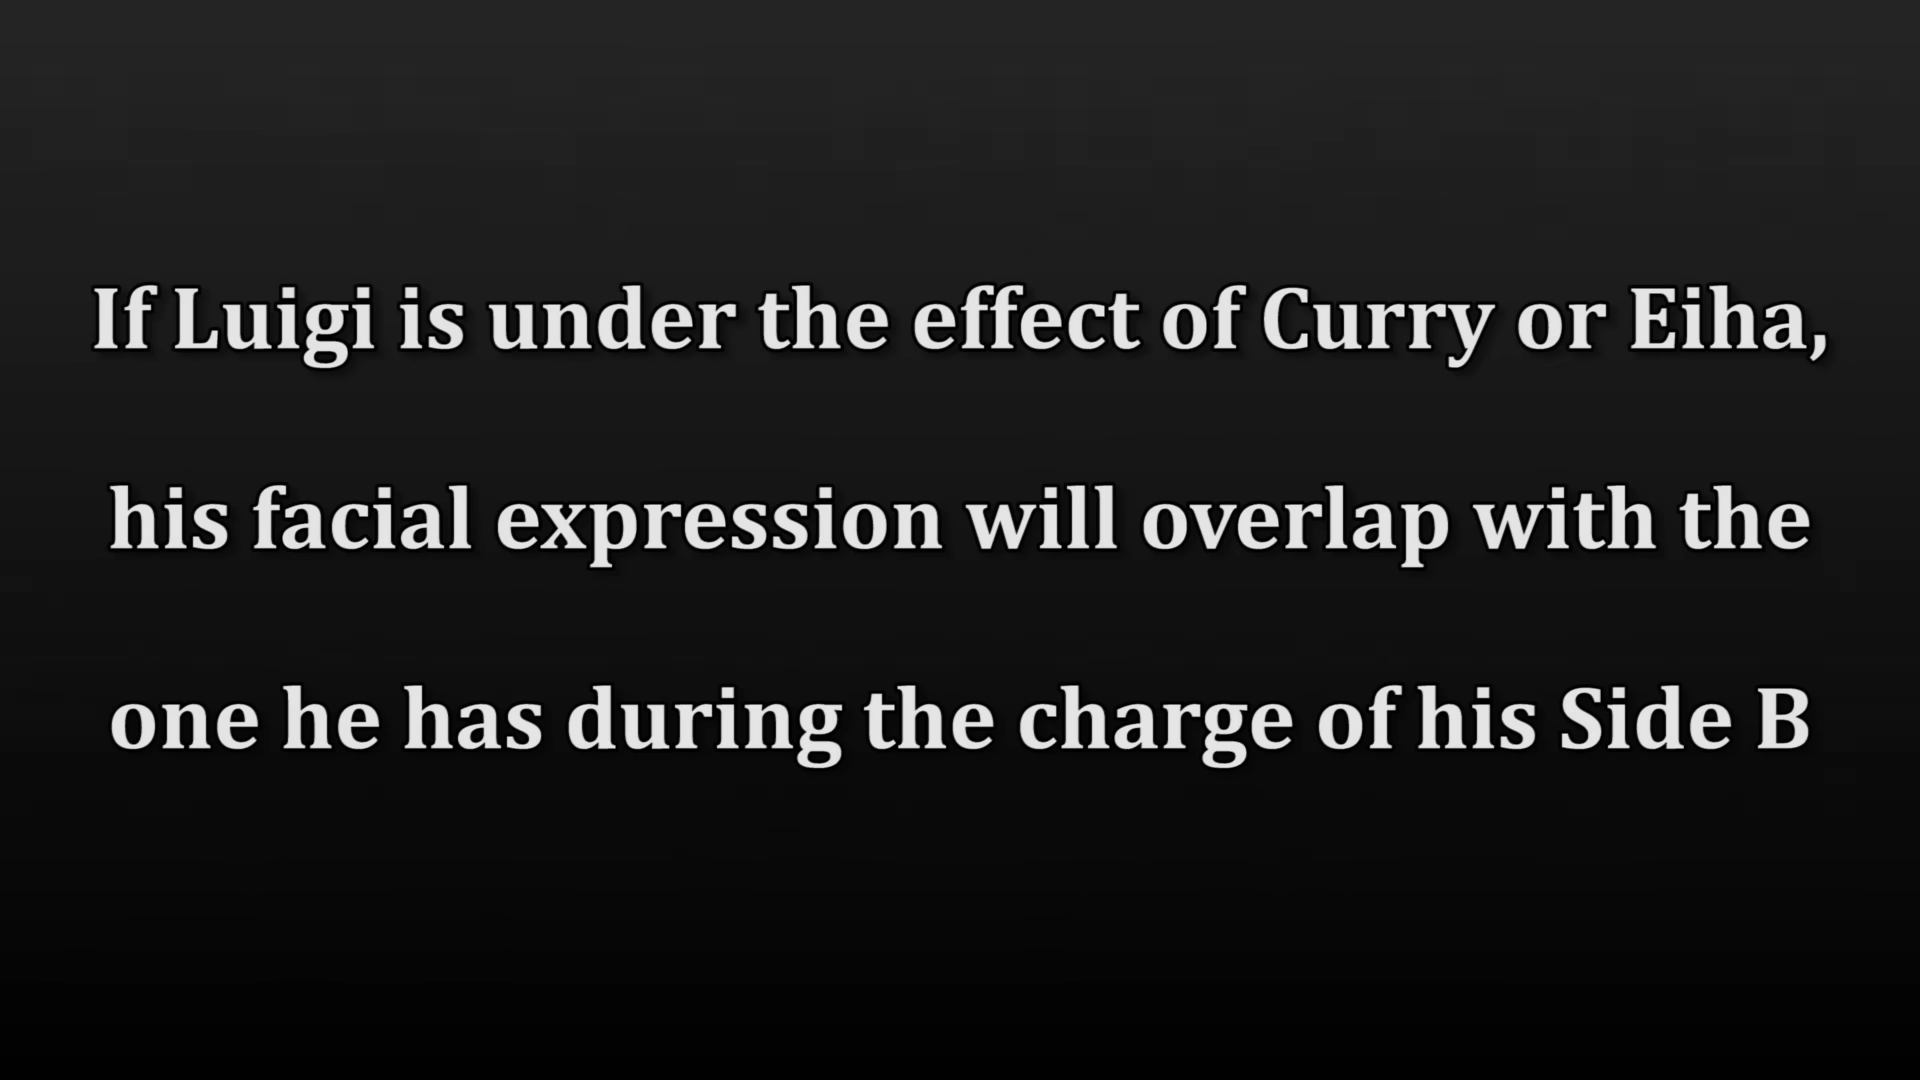 If Luigi is under the effect of Curry or Eiha,
his facial expression will overlap with the
one he has during the charge of his Side B